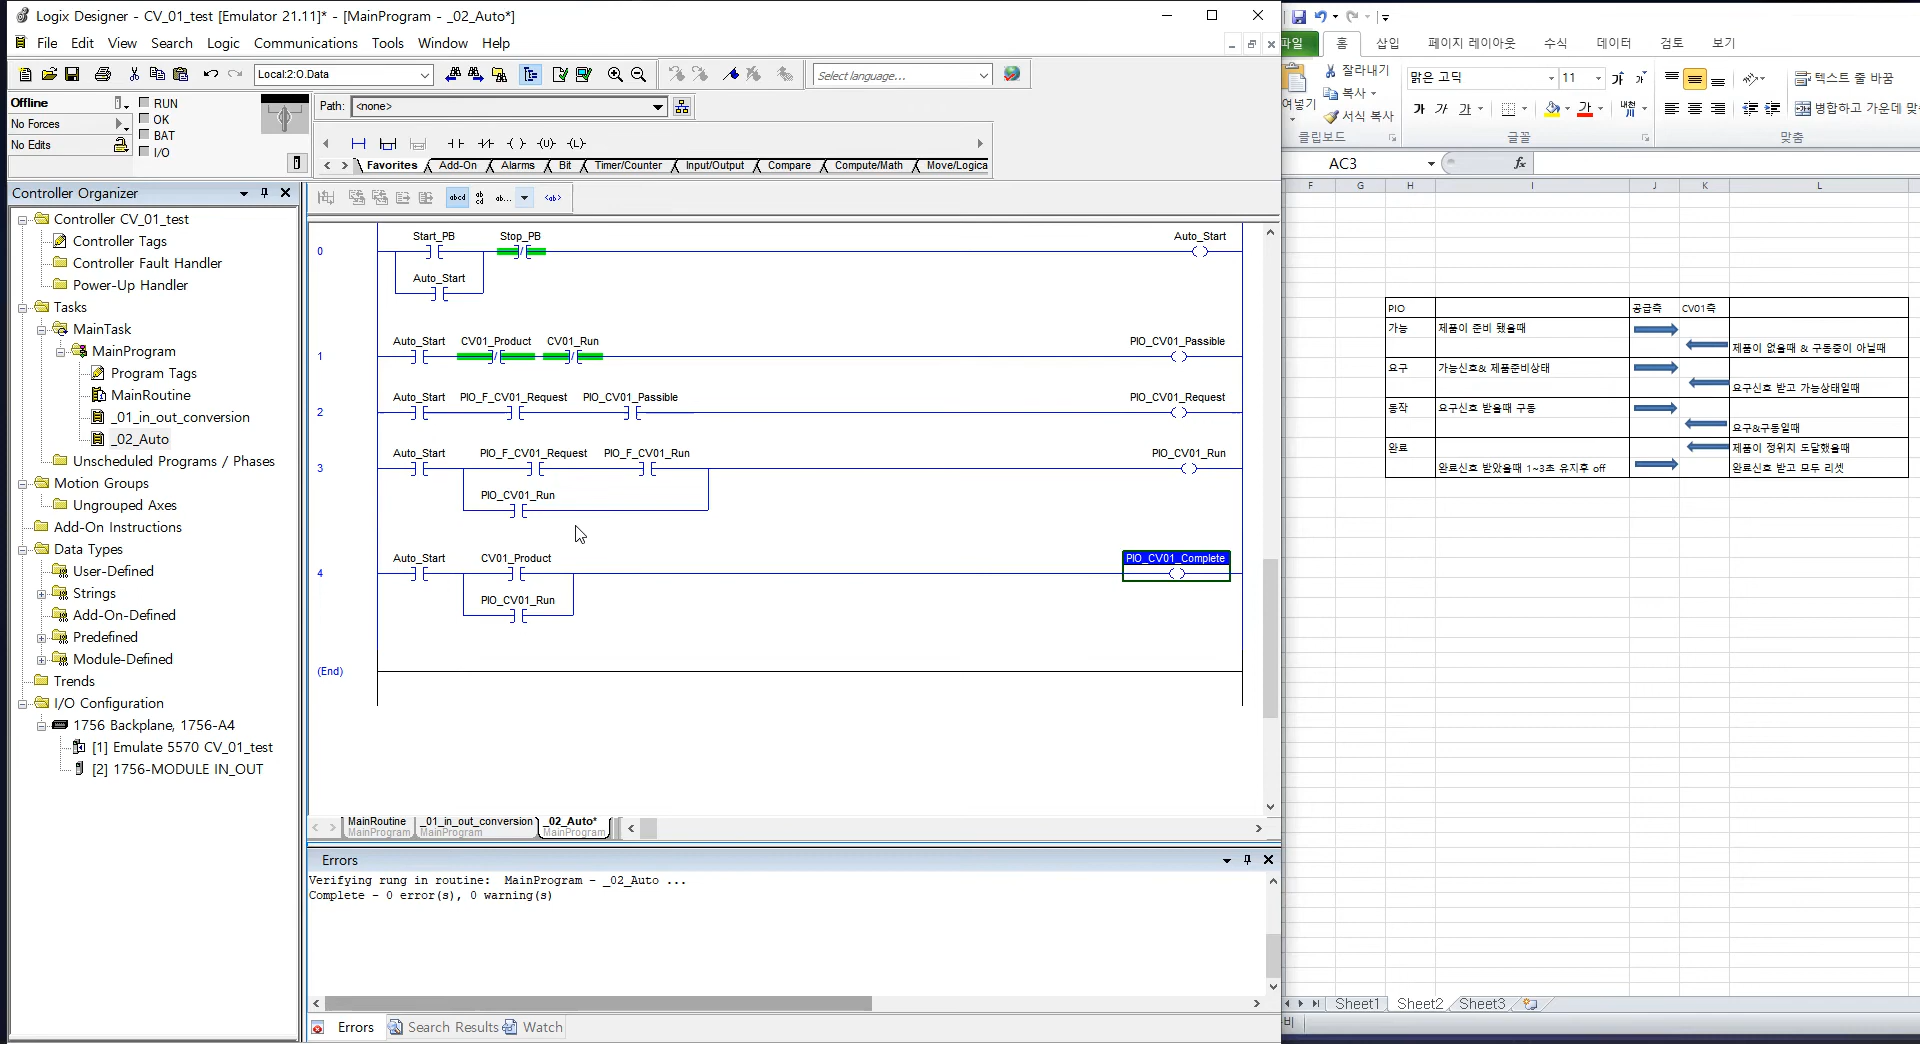 Logix Designer - CV_01_test [Emulator 21.11]* - [MainProgram - _02_Auto*]
File Edit View Search Logic Communications Tools Window Help
Local:2:O.Data
Select language...
Offline
No Forces
No Edits
RUN
OK
BAT
I/O
Path: <none>
Favorites Add-On Alarms Bit Timer/Counter Input/Output Compare Compute/Math Move/Logica
Controller Organizer
Controller CV_01_test
Controller Tags
Controller Fault Handler
Power-Up Handler
Tasks
MainTask
MainProgram
Program Tags
MainRoutine
_01_in_out_conversion
_02_Auto
Unscheduled Programs / Phases
Motion Groups
Ungrouped Axes
Add-On Instructions
Data Types
User-Defined
Strings
Add-On-Defined
Predefined
Module-Defined
Trends
I/O Configuration
1756 Backplane, 1756-A4
[1] Emulate 5570 CV_01_test
[2] 1756-MODULE IN_OUT
abcd ab cd ab... <ab>
Start_PB Stop_PB Auto_Start
0
Auto_Start
Auto_Start CV01_Product CV01_Run PIO_CV01_Passible
1
Auto_Start PIO_F_CV01_Request PIO_CV01_Passible PIO_CV01_Request
2
Auto_Start PIO_F_CV01_Request PIO_F_CV01_Run PIO_CV01_Run
3
PIO_CV01_Run
Auto_Start CV01_Product PIO_CV01_Complete
4
PIO_CV01_Run
(End)
MainRoutine _01_in_out_conversion _02_Auto*
MainProgram MainProgram MainProgram
Errors
Verifying rung in routine: MainProgram - _02_Auto ...
Complete - 0 error(s), 0 warning(s)
Errors Search Results Watch
파일 홈 삽입 페이지 레이아웃 수식 데이터 검토 보기
여넣기
잘라내기
복사
서식 복사
클립보드
맑은 고딕 11
가 가
가 가 가 가 내천
글꼴
텍스트 줄 바꿈
병합하고 가운데 맞
맞춤
AC3 fx
F G H I J K L
PIO 공급측 CV01측
가능 제품이 준비 됐을때
제품이 없을때 & 구동중이 아닐때
요구 가능신호& 제품준비상태
요구신호 받고 가능상태일때
동작 요구신호 받을때 구동
요구&구동일때
완료 제품이 정위치 도달했을때
완료신호 받았을때 1~3초 유지후 off 완료신호 받고 모두 리셋
Sheet1 Sheet2 Sheet3
비